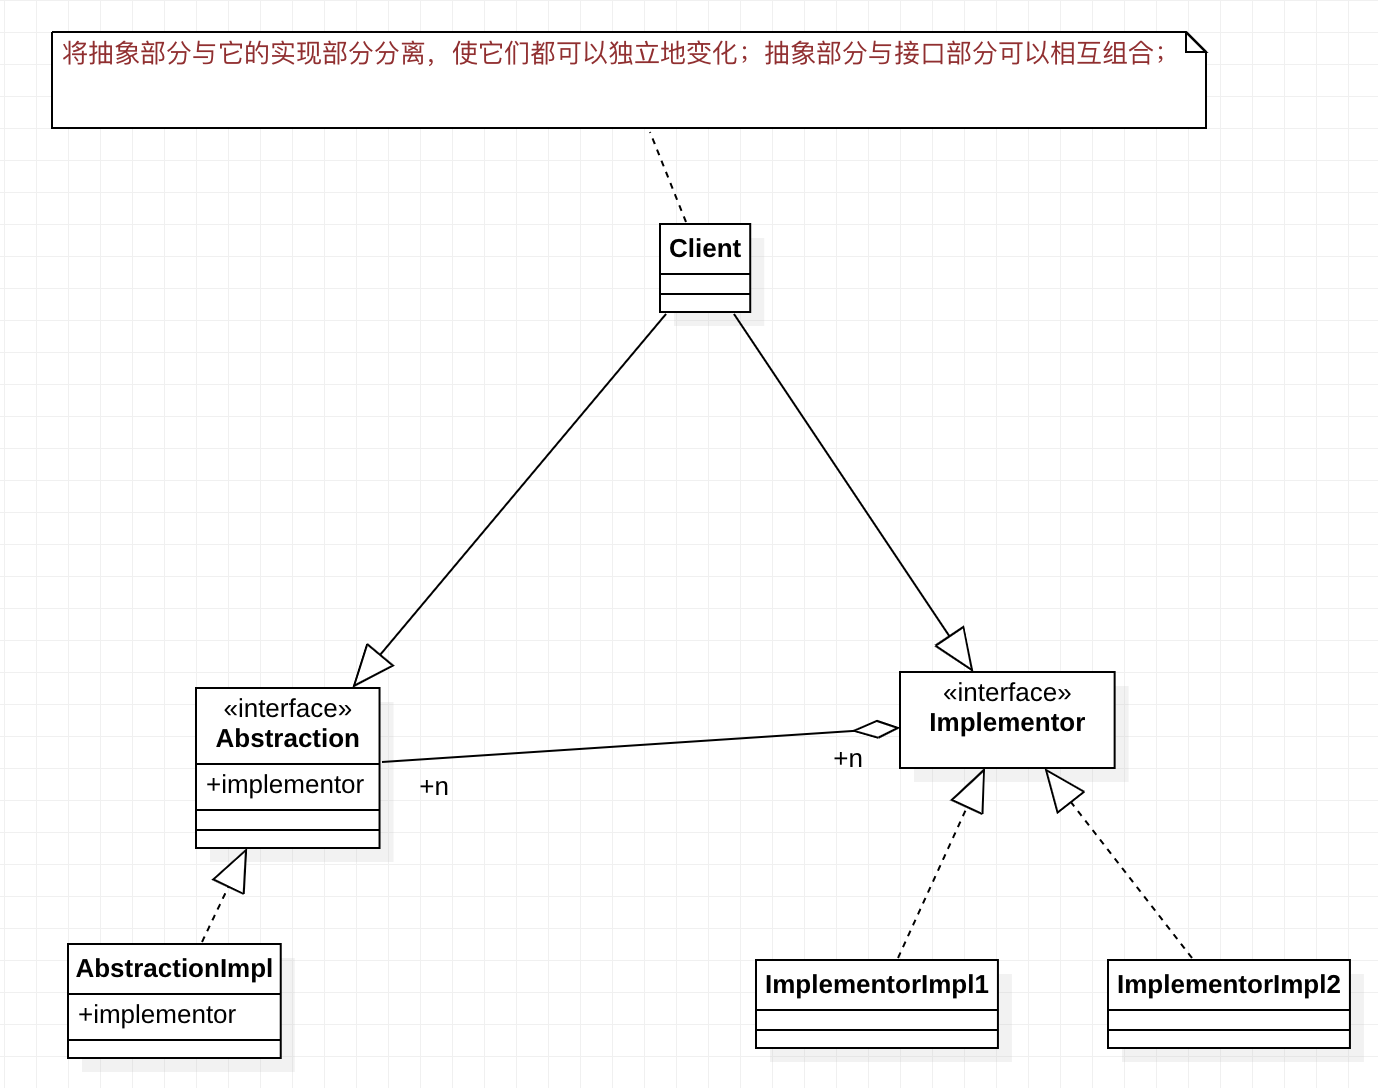 将抽象部分与它的实现部分分离，使它们都可以独立地变化；抽象部分与接口部分可以相互组合；
Client
«interface»
Abstraction
+implementor
«interface»
Implementor
+n
+n
AbstractionImpl
+implementor
ImplementorImpl1
ImplementorImpl2